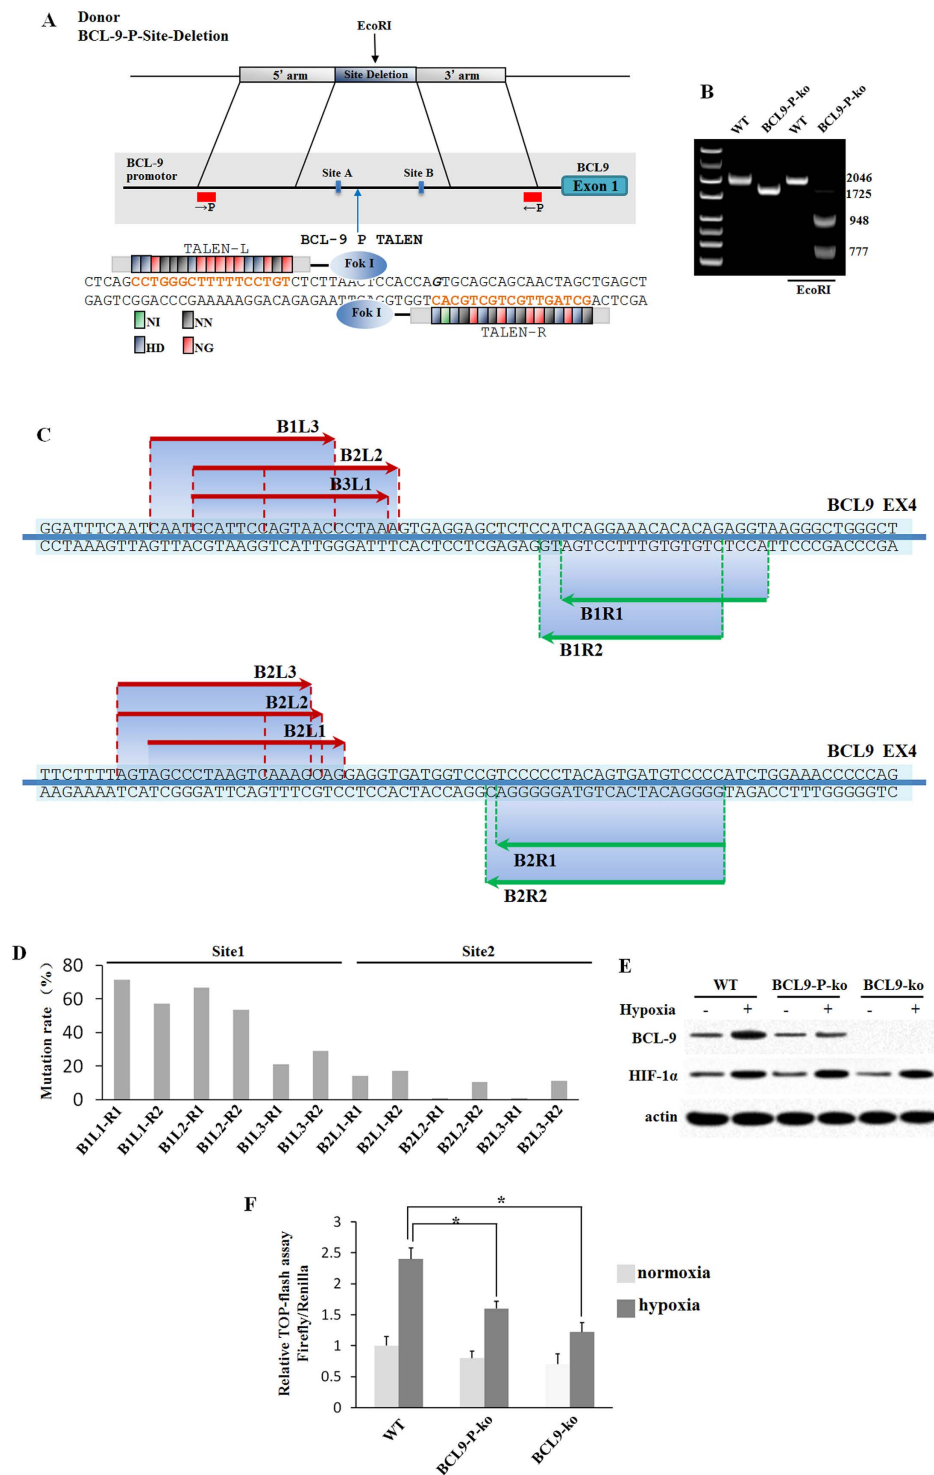 A Donor
BCL-9-P-Site-Deletion
EcoRI
5' arm Site Deletion 3' arm
BCL-9
promotor
Site A Site B BCL9
Exon 1
→P ←P
BCL-9 P TALEN
TALEN-L
Fok I
CTCAGCCTGGGCTTTTTCCTGTCTCTTAACTCCACCAGTGCAGCAGCAACTAGCTGAGCT
Fok I
TALEN-R
NI NN
HD NG
B
WT BCL9-P-ko WT BCL9-P-ko
2046
1725
948
777
EcoRI
C
B1L3
B2L2
B3L1
BCL9 EX4
GGATTTCAATCAATGCATTCCAGTAACCCTAAAGTGAGGAGCTCTCCATCAGGAAACACACAGAGGTAAGGGCTGGGCT
CCTAAAGTTAGTTACGTAAGGTCATTGGGATTTCACTCCTCGAGAGGTAGTCCTTTGTGTGTCTCCATTCCCGACCCGA
B1R1
B1R2
B2L3
B2L2
B2L1
BCL9 EX4
TTCTTTTAGTAGCCCTAAGTCAAAGCAGGAGGTGATGGTCCGTCCCCCTACAGTGATGTCCCCATCTGGAAACCCCCAG
AAGAAAATCATCGGGATTCAGTTTCGTCCTCCACTACCAGGCAGGGGGATGTCACTACAGGGGTAGACCTTTGGGGGTC
B2R1
B2R2
D
Site1 Site2
Mutation rate (%)
80
60
40
20
0
B1L1-R1 B1L1-R2 B1L2-R1 B1L2-R2 B1L3-R1 B1L3-R2 B2L1-R1 B2L1-R2 B2L2-R1 B2L2-R2 B2L3-R1 B2L3-R2
E
WT BCL9-P-ko BCL9-ko
Hypoxia - + - + - +
BCL-9
HIF-1α
actin
F
Relative TOP-flash assay
Firefly/Renilla
3
2.5
2
1.5
1
0.5
0
*
*
normoxia
hypoxia
WT BCL9-P-ko BCL9-ko